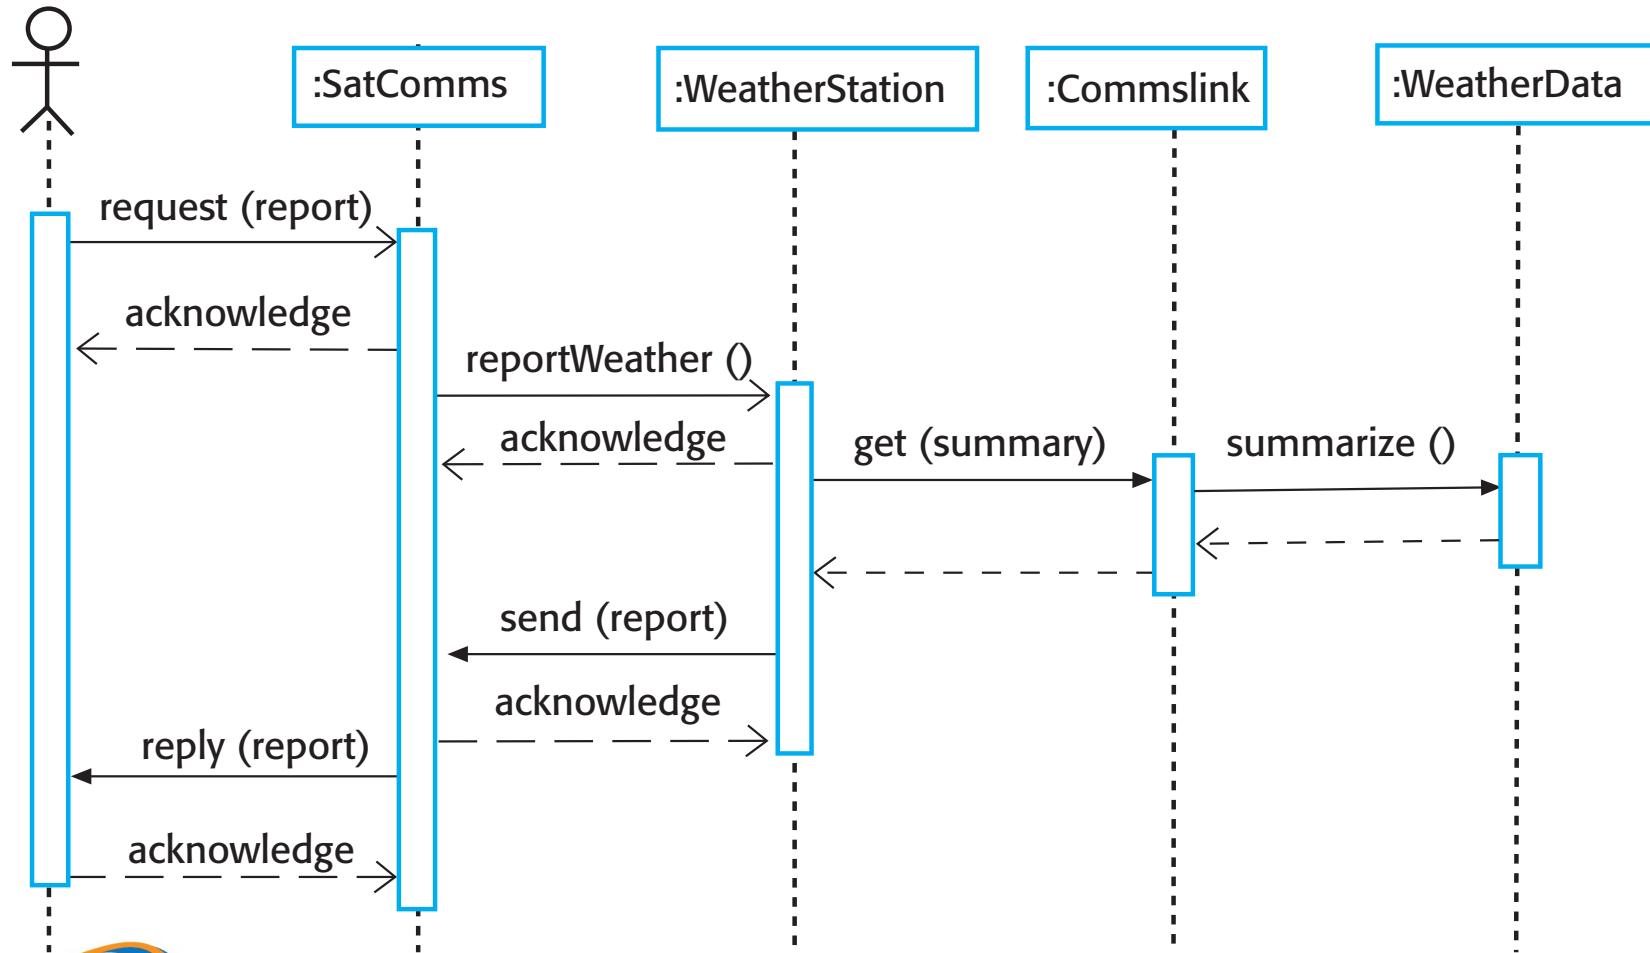 :SatComms
:WeatherStation
:Commslink
:WeatherData
request (report)
acknowledge
reportWeather ()
acknowledge
get (summary)
summarize ()
send (report)
acknowledge
reply (report)
acknowledge